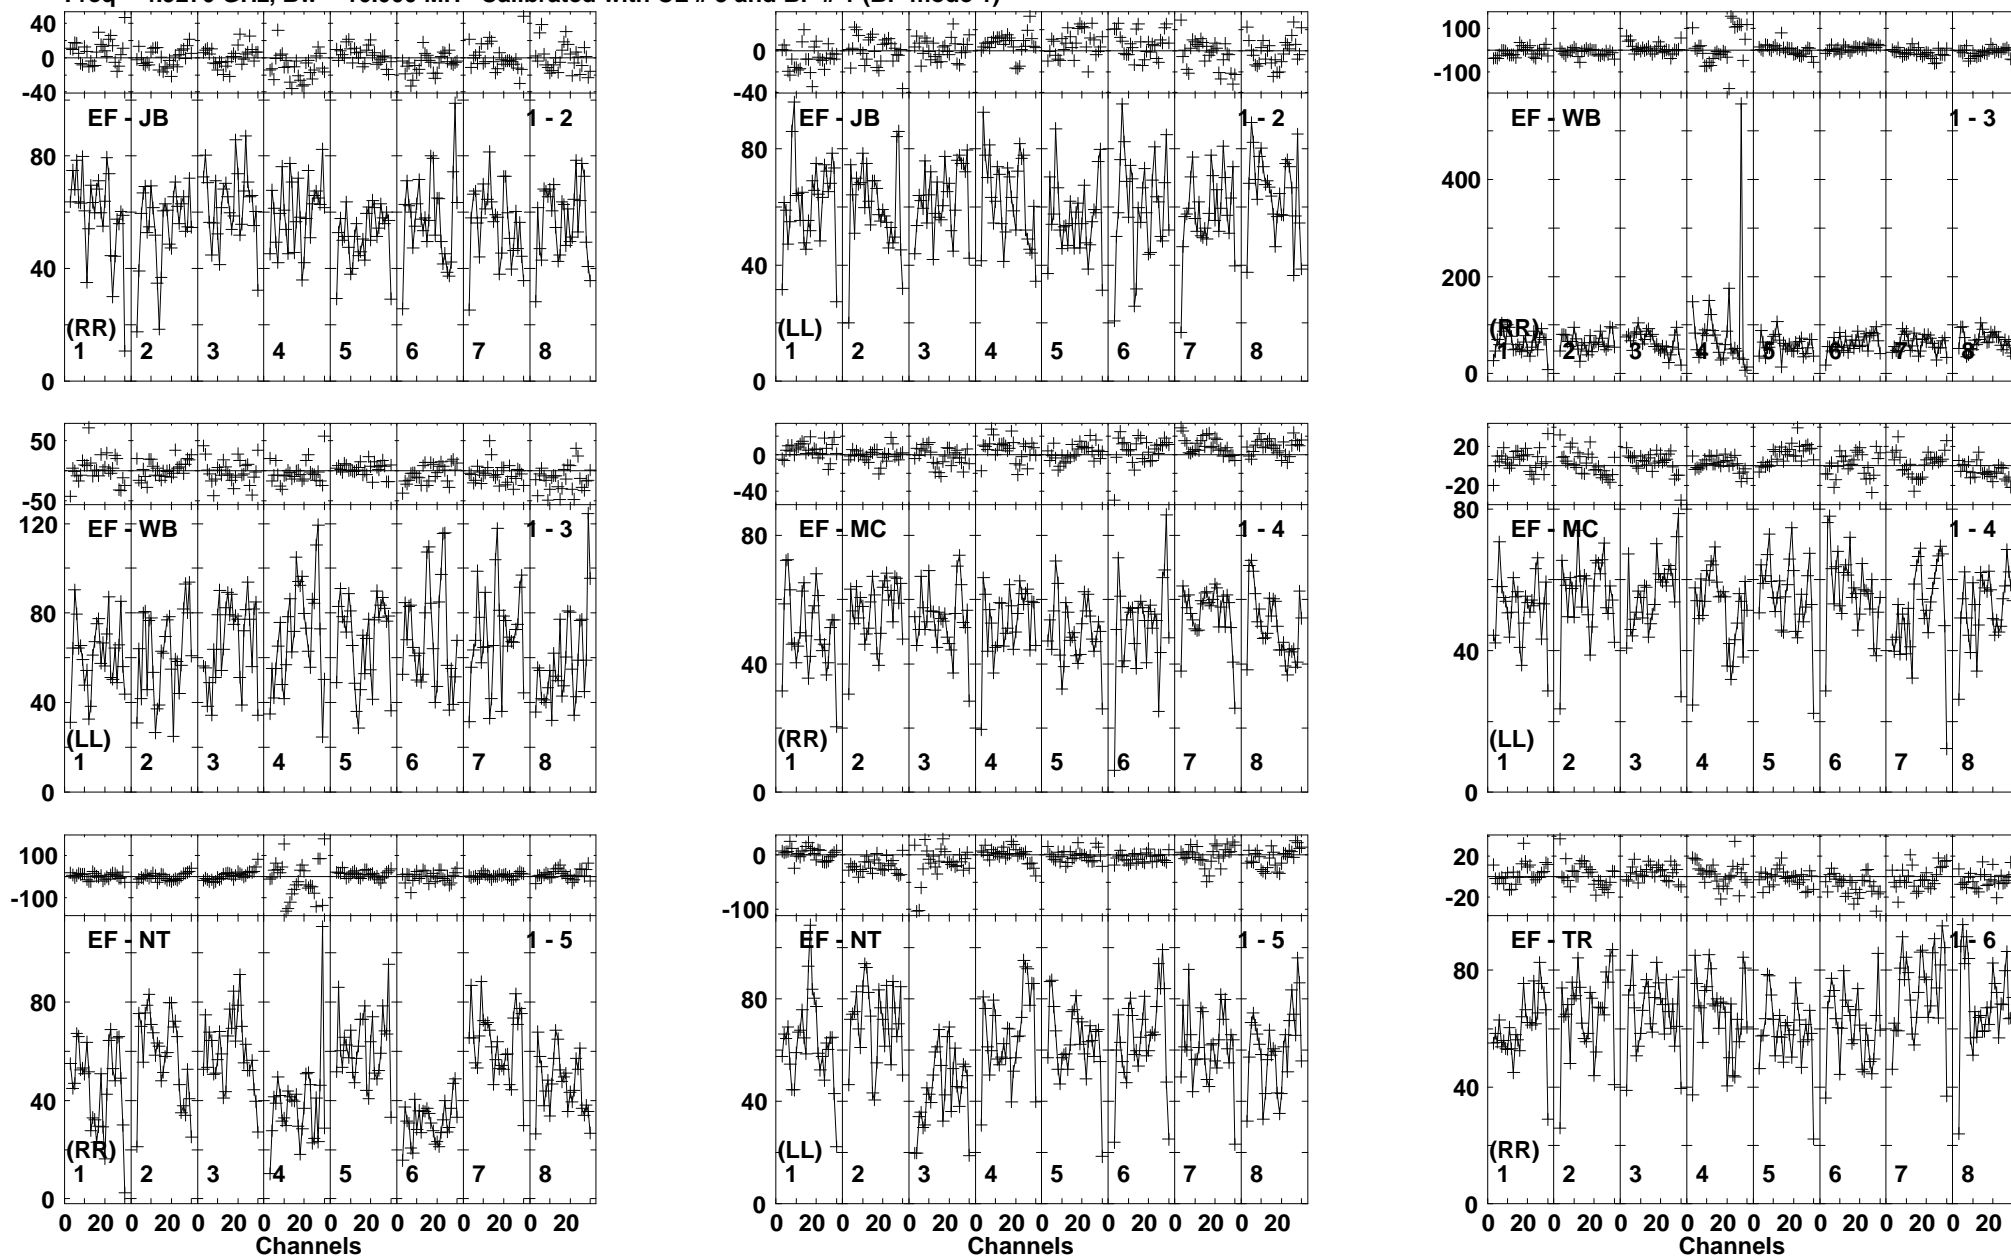 40 0 -40 80 40 0 EF - JB 1 - 2 (RR) 1 2 3 4 5 6 7 8
0 -40 80 40 0 EF - JB 1 - 2 (LL) 1 2 3 4 5 6 7 8
100 0 -100 400 200 0 EF - WB 1 - 3 (RR) 1 2 3 4 5 6 7 8
50 0 -50 120 80 40 0 EF - WB 1 - 3 (LL) 1 2 3 4 5 6 7 8
0 -40 80 40 0 EF - MC 1 - 4 (RR) 1 2 3 4 5 6 7 8
20 -20 80 40 0 EF - MC 1 - 4 (LL) 1 2 3 4 5 6 7 8
100 -100 80 40 0 EF - NT 1 - 5 (RR) 1 2 3 4 5 6 7 8
0 -100 80 40 0 EF - NT 1 - 5 (LL) 1 2 3 4 5 6 7 8
20 -20 80 40 0 EF - TR 1 - 6 (RR) 1 2 3 4 5 6 7 8
0 20 0 20 0 20 0 20 0 20 0 20 0 20 0 20
Channels
0 20 0 20 0 20 0 20 0 20 0 20 0 20 0 20
Channels
0 20 0 20 0 20 0 20 0 20 0 20 0 20 0 20
Channels